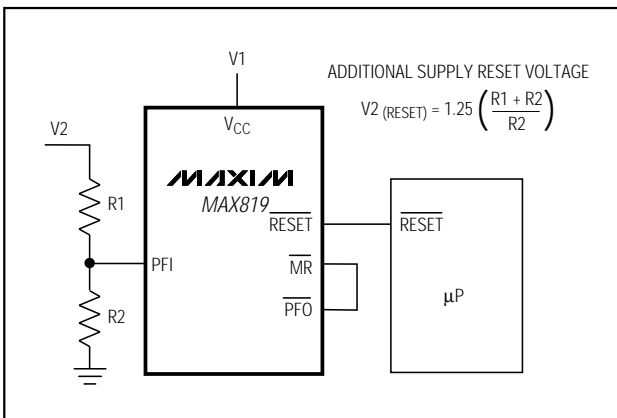 V1
ADDITIONAL SUPPLY RESET VOLTAGE
V2 (RESET) = 1.25 (R1 + R2 / R2)
VCC
V2
MAXIM
MAX819
R1
RESET
RESET
PFI
MR
R2
PFO
μP